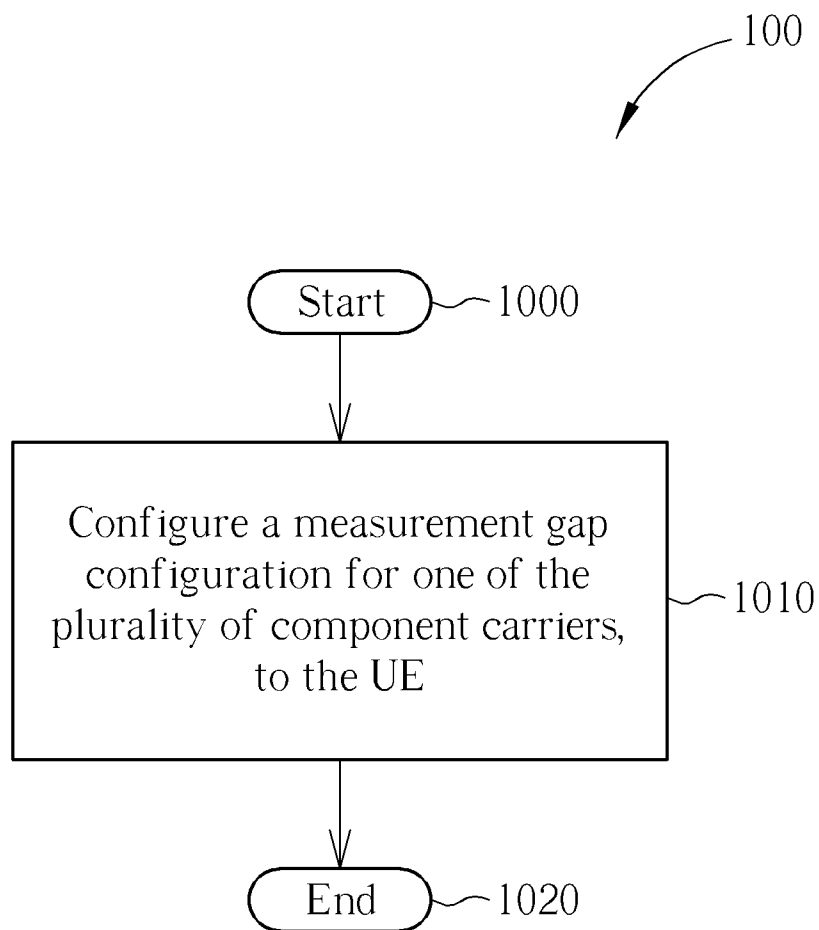 100
Start
1000
Configure a measurement gap
configuration for one of the
plurality of component carriers,
to the UE
1010
End
1020